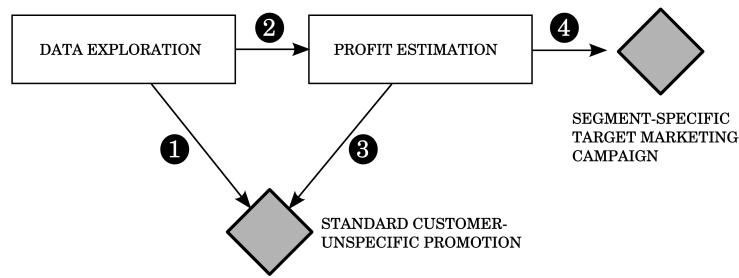 DATA EXPLORATION
2
PROFIT ESTIMATION
4
SEGMENT-SPECIFIC
TARGET MARKETING
CAMPAIGN
1
3
STANDARD CUSTOMER-
UNSPECIFIC PROMOTION